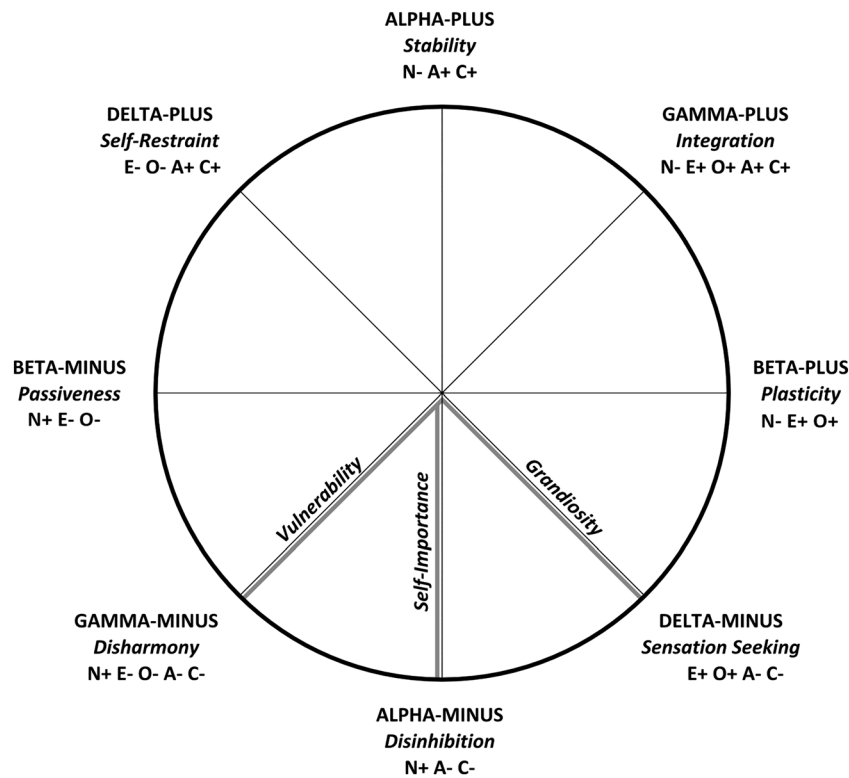 ALPHA-PLUS
Stability
N- A+ C+
DELTA-PLUS
Self-Restraint
E- O- A+ C+
GAMMA-PLUS
Integration
N- E+ O+ A+ C+
BETA-MINUS
Passiveness
N+ E- O-
BETA-PLUS
Plasticity
N- E+ O+
Vulnerability
Self-Importance
Grandiosity
GAMMA-MINUS
Disharmony
N+ E- O- A- C-
DELTA-MINUS
Sensation Seeking
E+ O+ A- C-
ALPHA-MINUS
Disinhibition
N+ A- C-